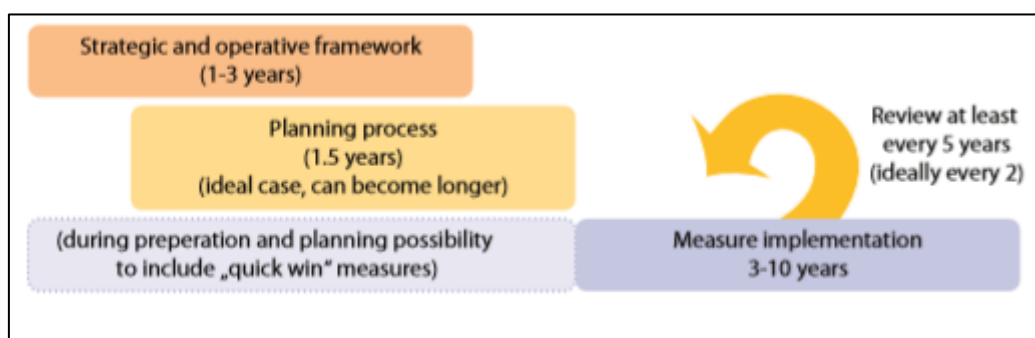 Strategic and operative framework
(1-3 years)
Planning process
(1.5 years)
(ideal case, can become longer)
Review at least
every 5 years
(ideally every 2)
(during preperation and planning possibility
to include „quick win“ measures)
Measure implementation
3-10 years